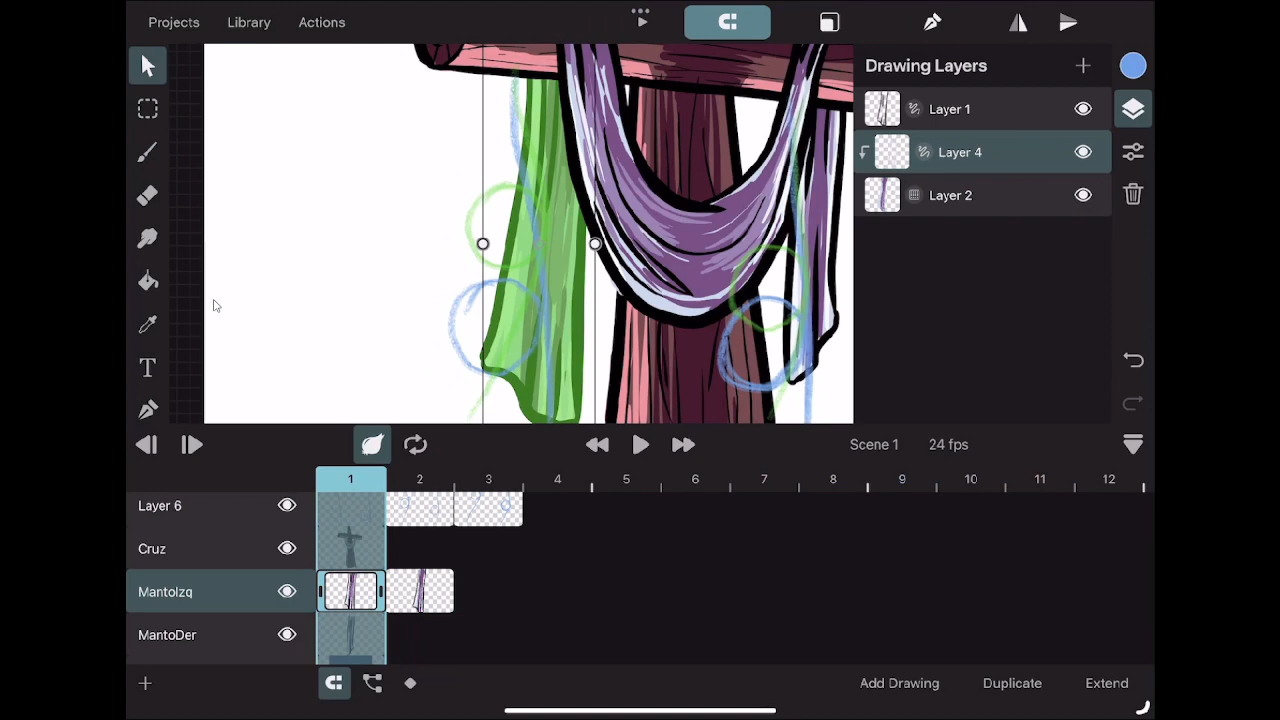 Projects Library Actions
Drawing Layers
Layer 1
Layer 4
Layer 2
T
Scene 1 24 fps
1 2 3 4 5 6 7 8 9 10 11 12
Layer 6
Cruz
MantoIzq
MantoDer
Add Drawing Duplicate Extend